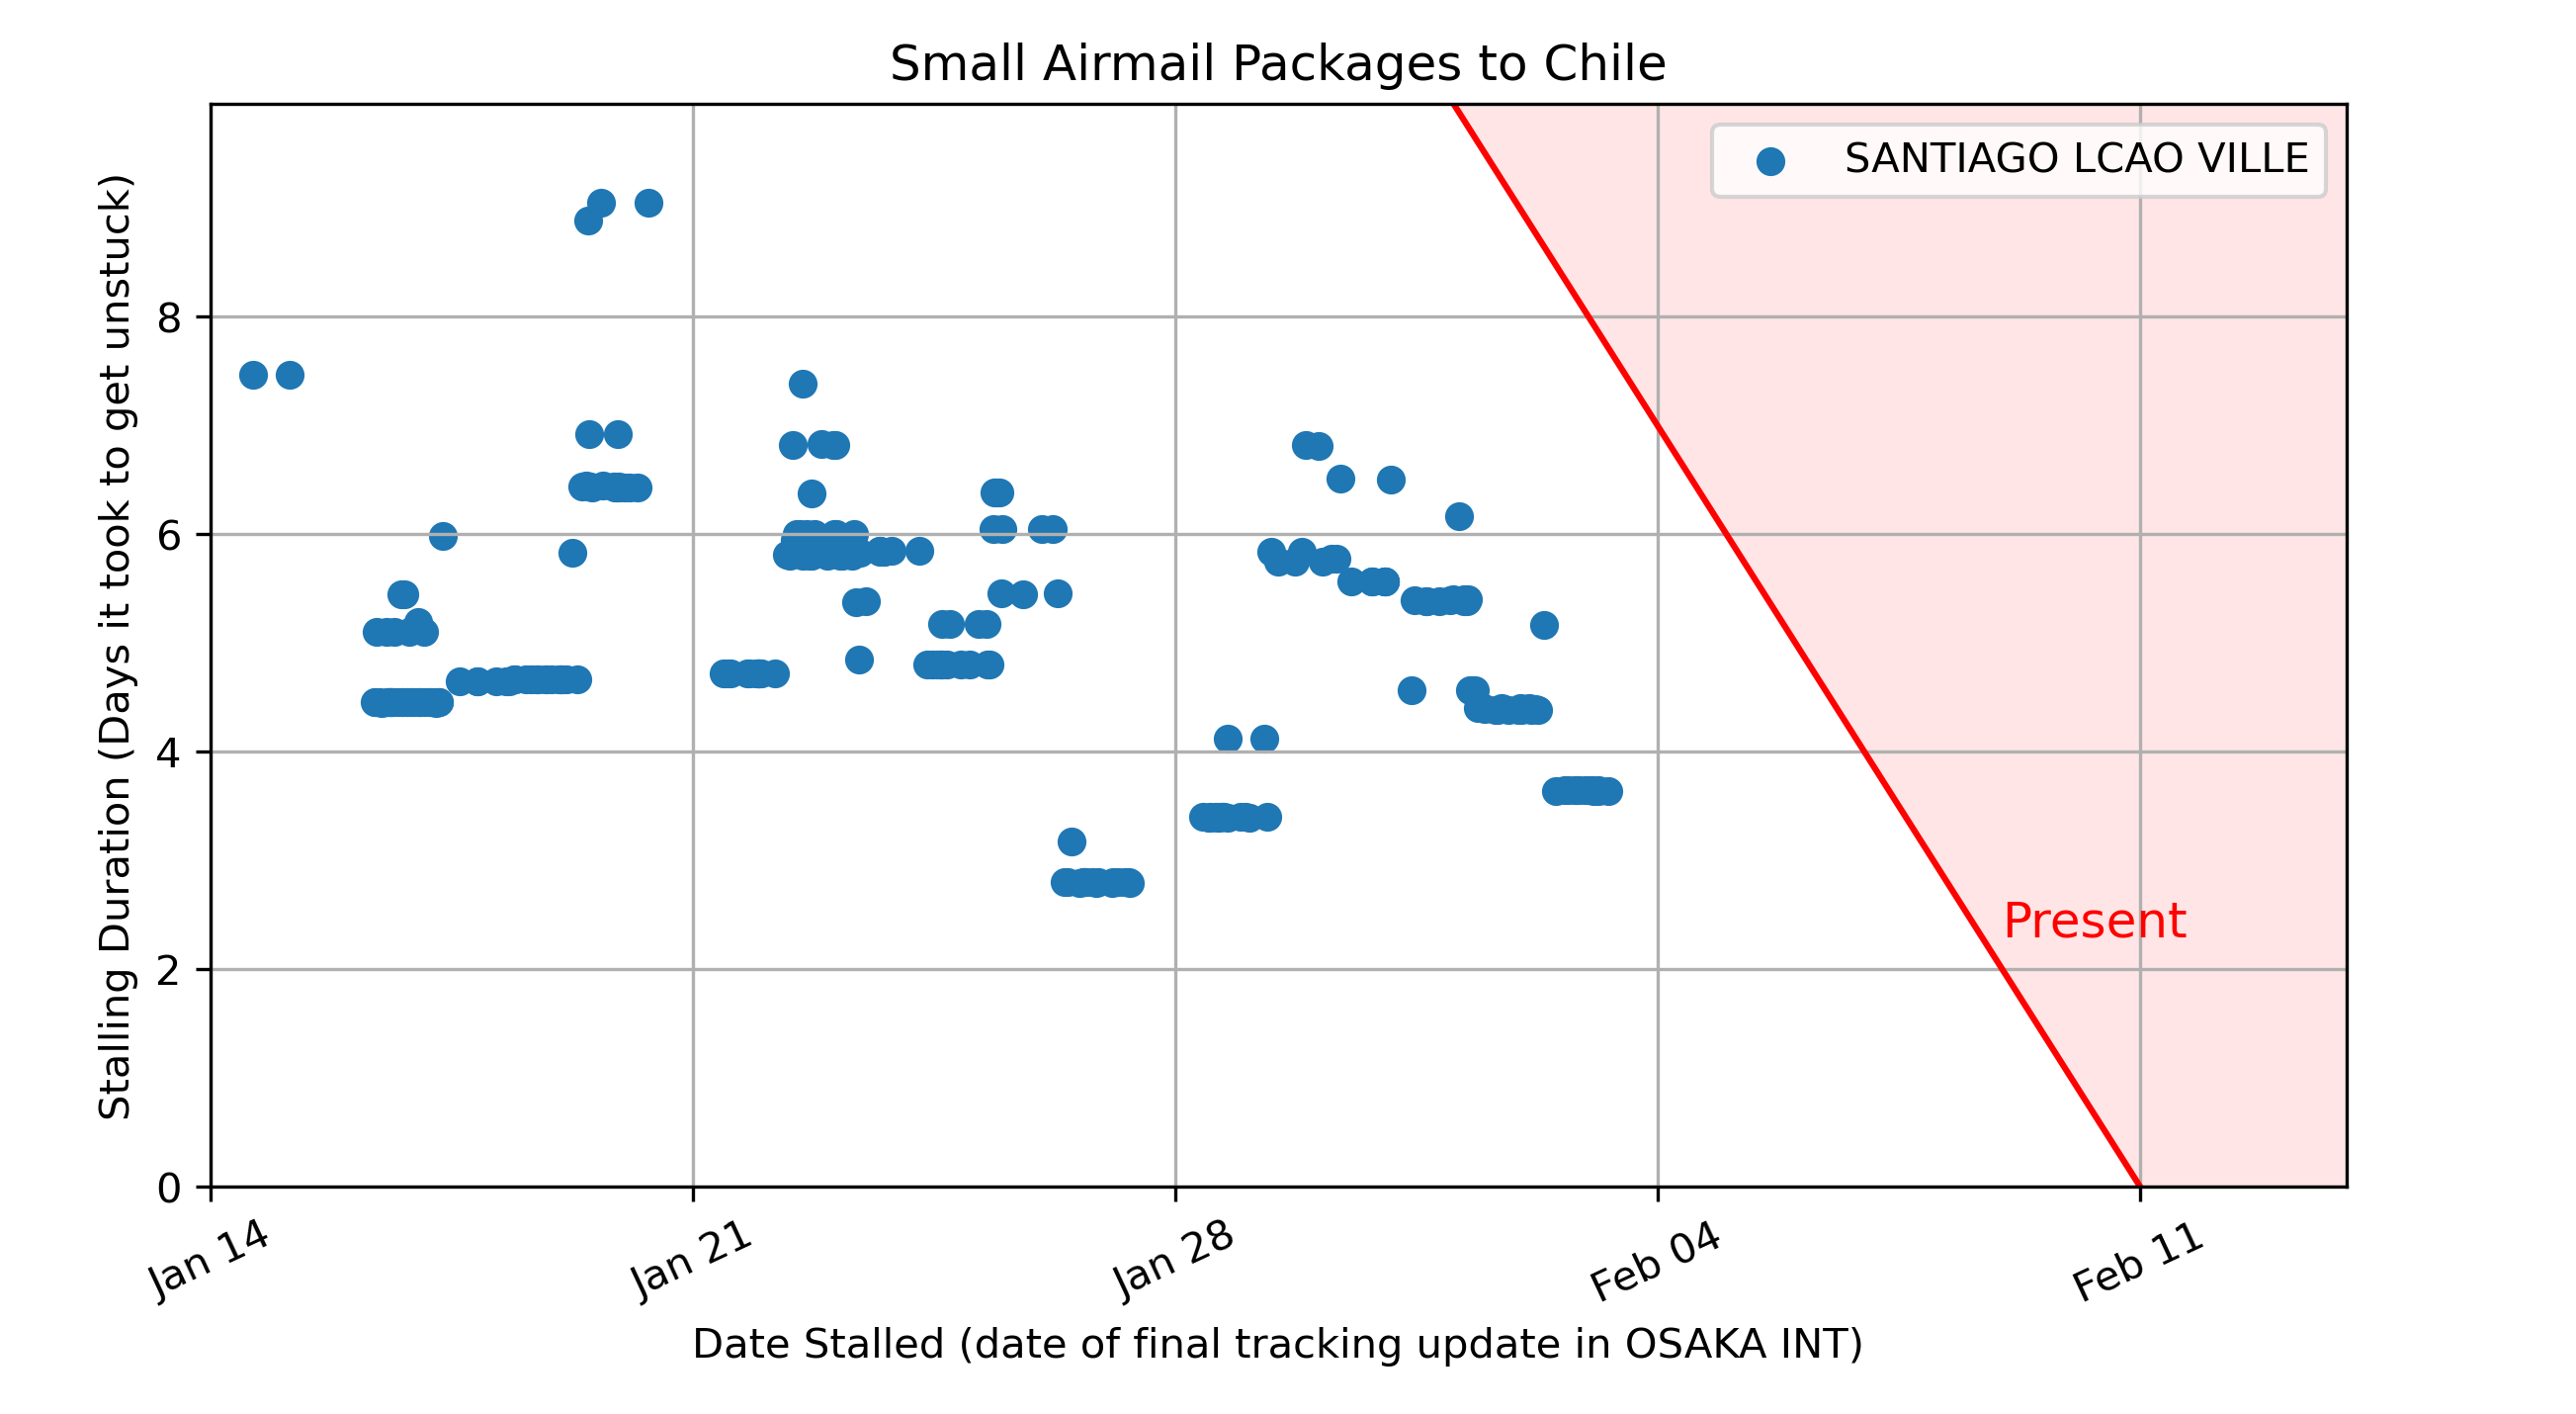 Small Airmail Packages to Chile
SANTIAGO LCAO VILLE
Stalling Duration (Days it took to get unstuck)
8
6
4
2
0
Present
Jan 14
Jan 21
Jan 28
Feb 04
Feb 11
Date Stalled (date of final tracking update in OSAKA INT)